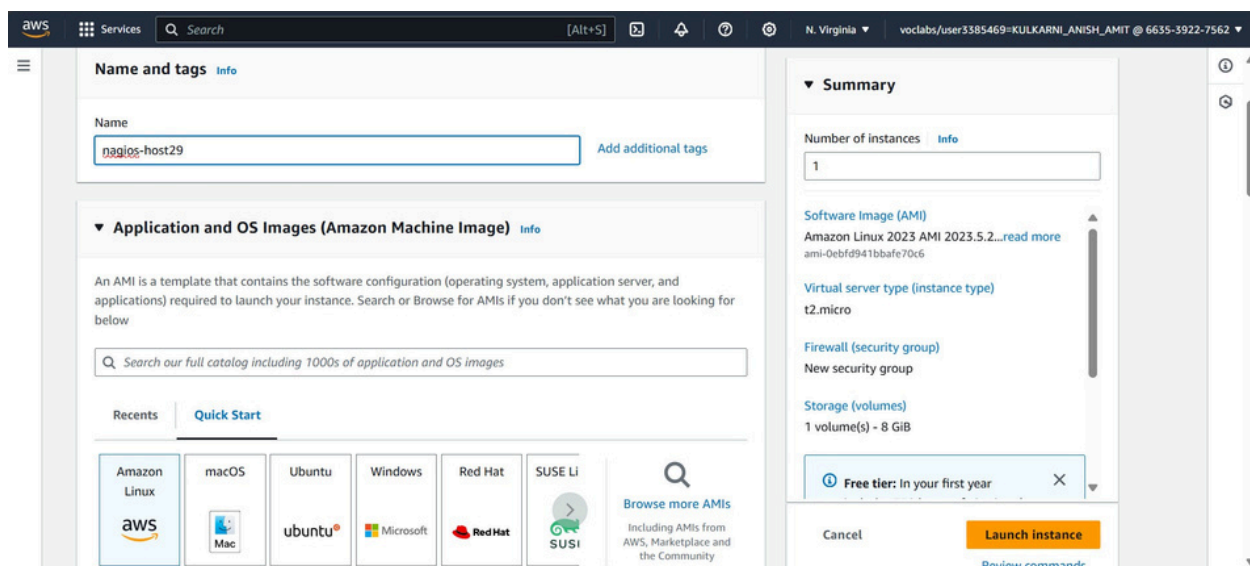 aws Services Search [Alt+S] N. Virginia voclabs/user3385469=KULKARNI_ANISH_AMIT @ 6635-3922-7562
Name and tags Info
Name
nagios-host29
Add additional tags
Application and OS Images (Amazon Machine Image) Info
An AMI is a template that contains the software configuration (operating system, application server, and
applications) required to launch your instance. Search or Browse for AMIs if you don't see what you are looking for
below
Search our full catalog including 1000s of application and OS images
Recents Quick Start
Amazon
Linux
aws
macOS
Mac
Ubuntu
ubuntu
Windows
Microsoft
Red Hat
Red Hat
SUSE Li
SUSI
Browse more AMIs
Including AMIs from
AWS, Marketplace and
the Community
Summary
Number of instances Info
1
Software Image (AMI)
Amazon Linux 2023 AMI 2023.5.2...read more
ami-0ebfd941bbafe70c6
Virtual server type (instance type)
t2.micro
Firewall (security group)
New security group
Storage (volumes)
1 volume(s) - 8 GiB
Free tier: In your first year
Cancel
Launch instance
Review commands